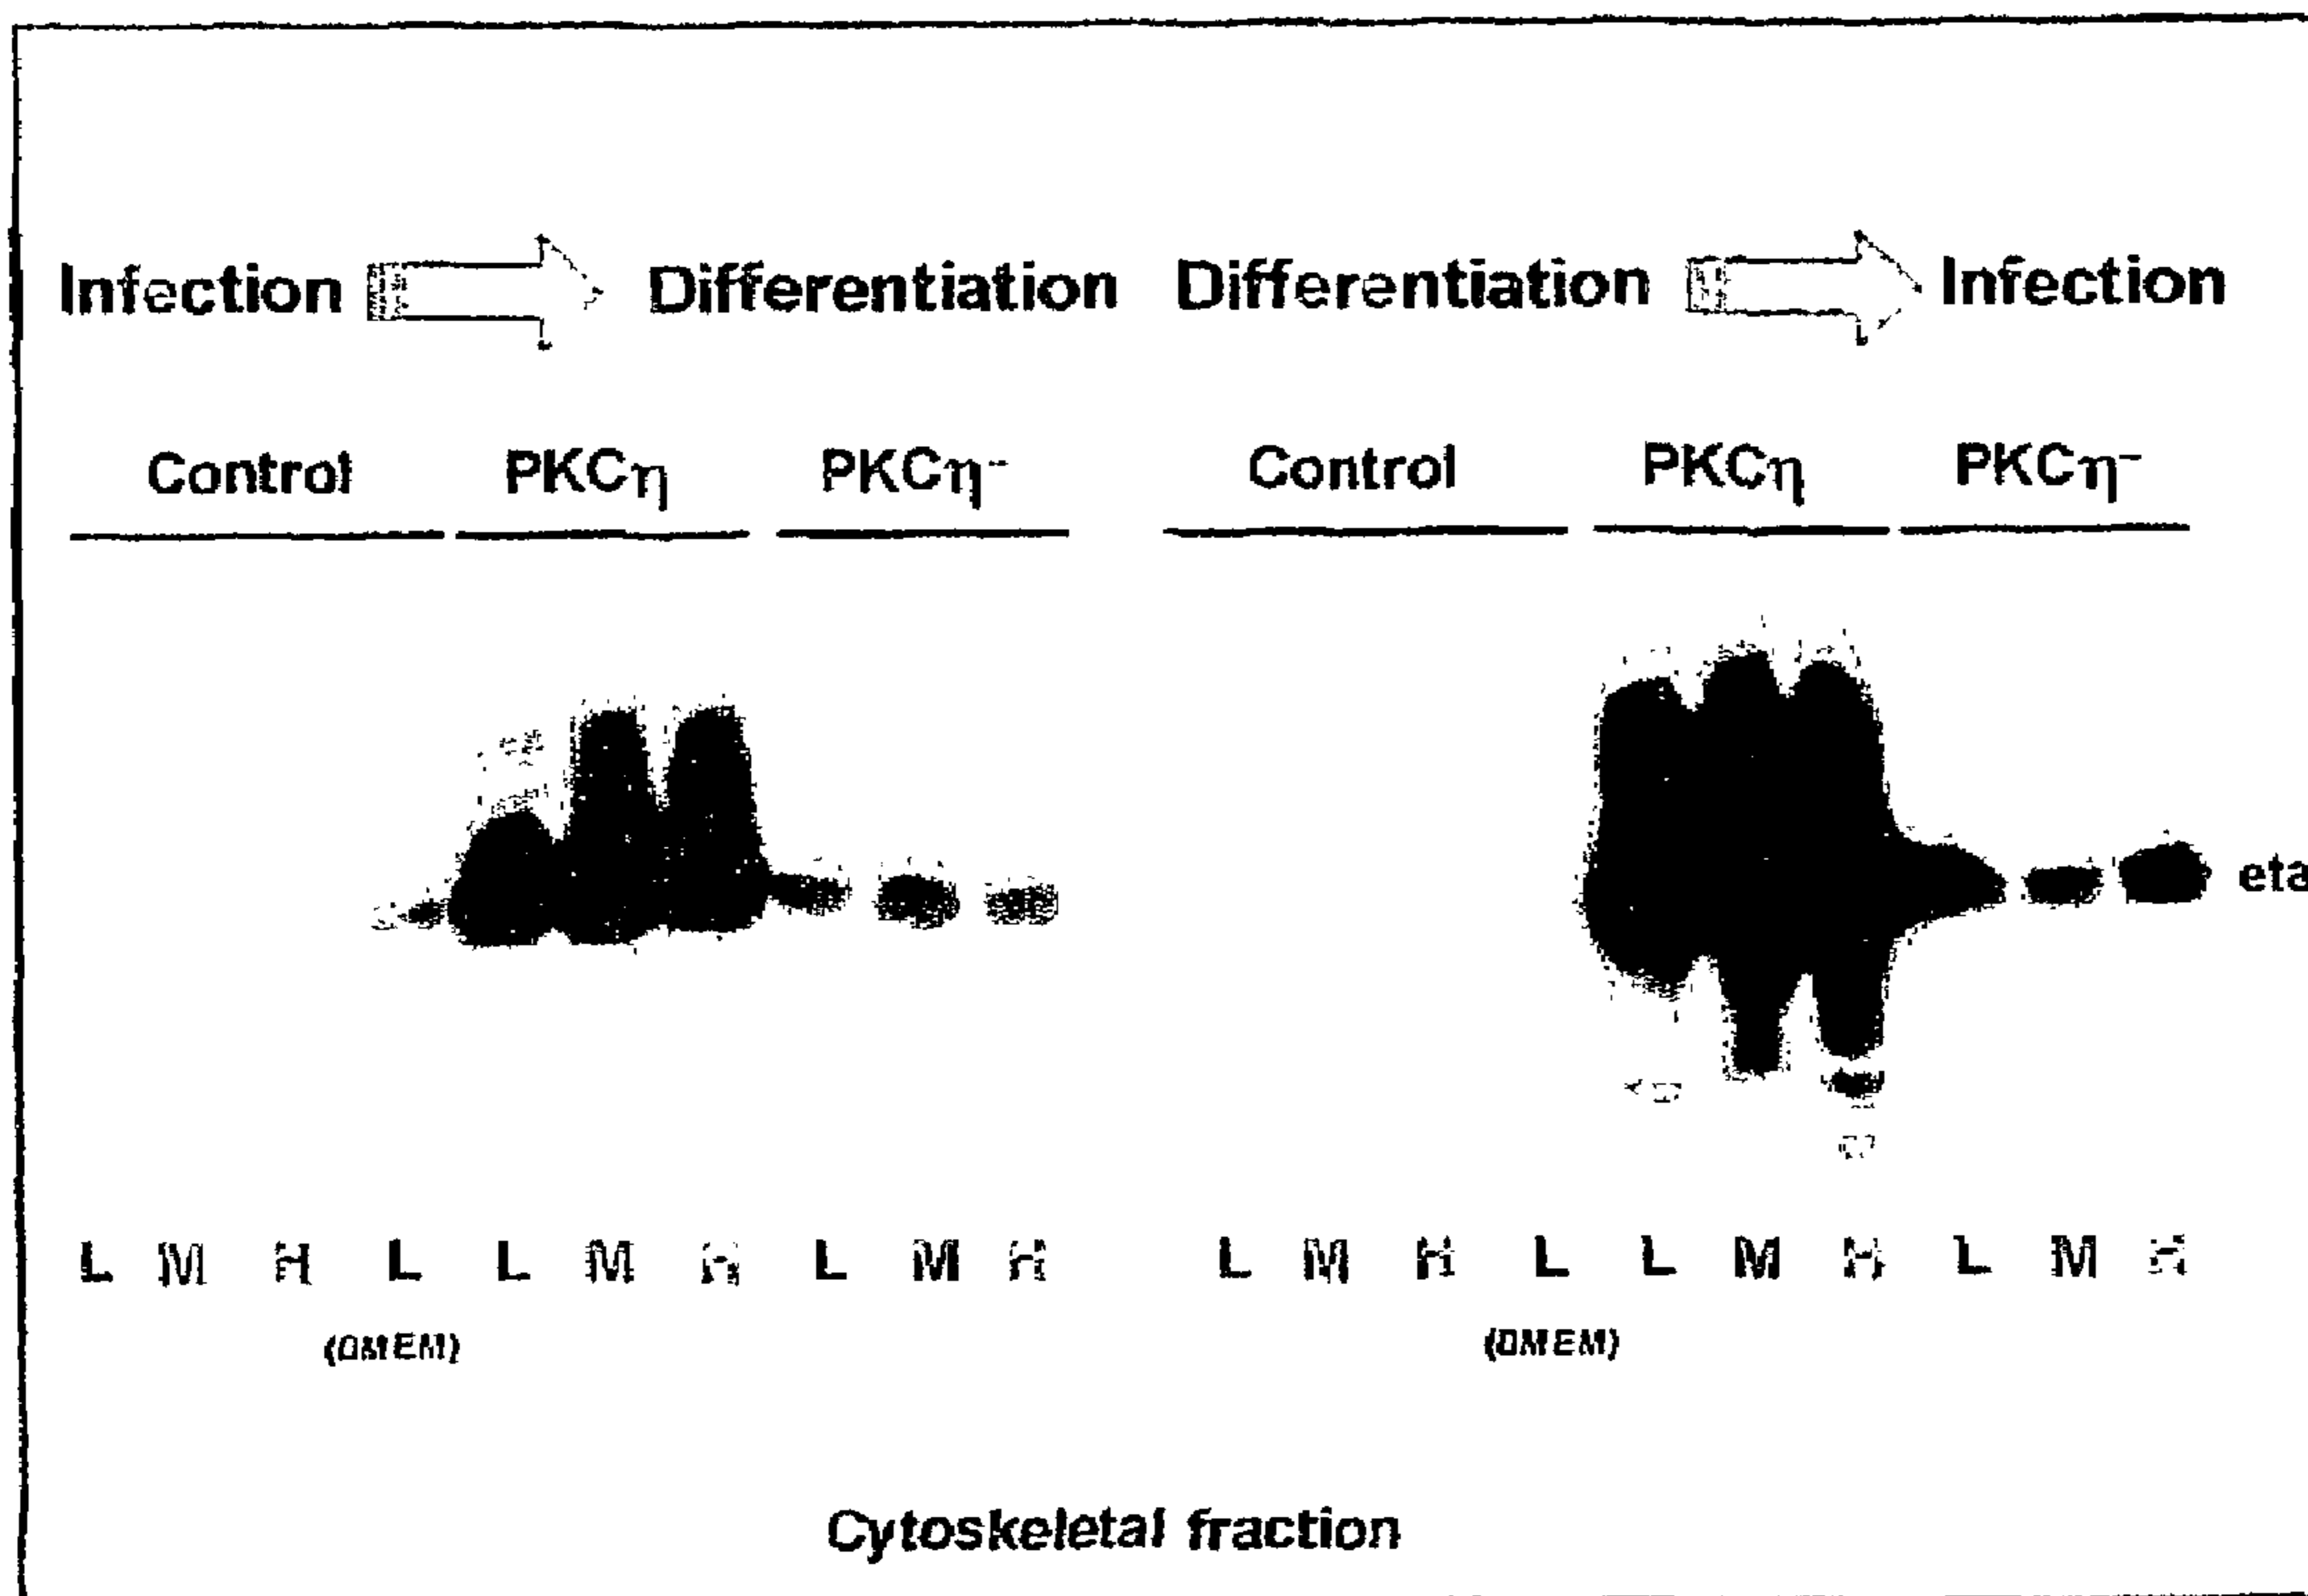 Infection Differentiation Differentiation Infection
Control PKCη PKCη⁻ Control PKCη PKCη⁻
eta
L M H L L M H L M H L M H L L M H L M H
(DMEM) (DMEM)
Cytoskeletal fraction